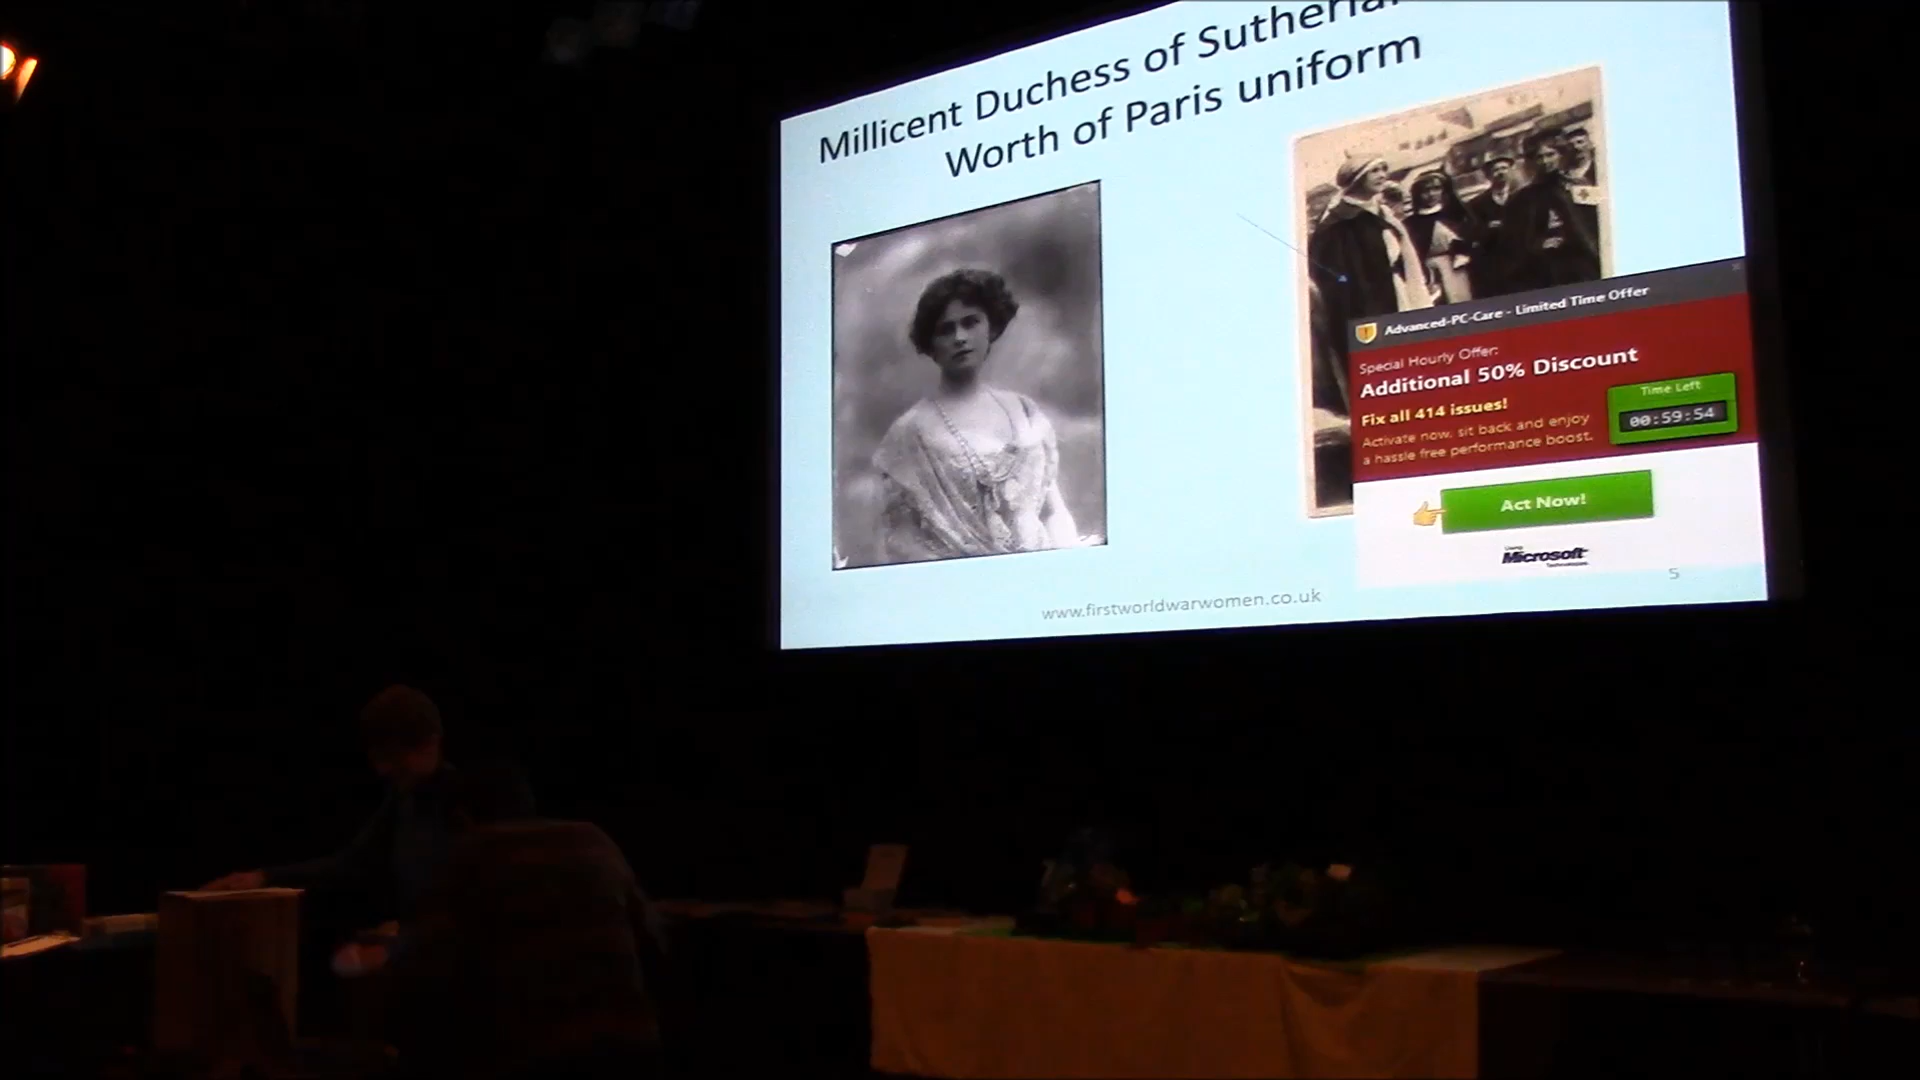 Millicent Duchess of
Worth of Paris uniform
Advanced-PC-Care - Limited Time Offer
Special Hourly Offer:
Additional 50% Discount
Fix all 414 issues!
Activate now, sit back and enjoy
a hassle free performance boost.
Time Left
00:59:54
Act Now!
Using
Microsoft
Technologies
www.firstworldwarwomen.co.uk
5